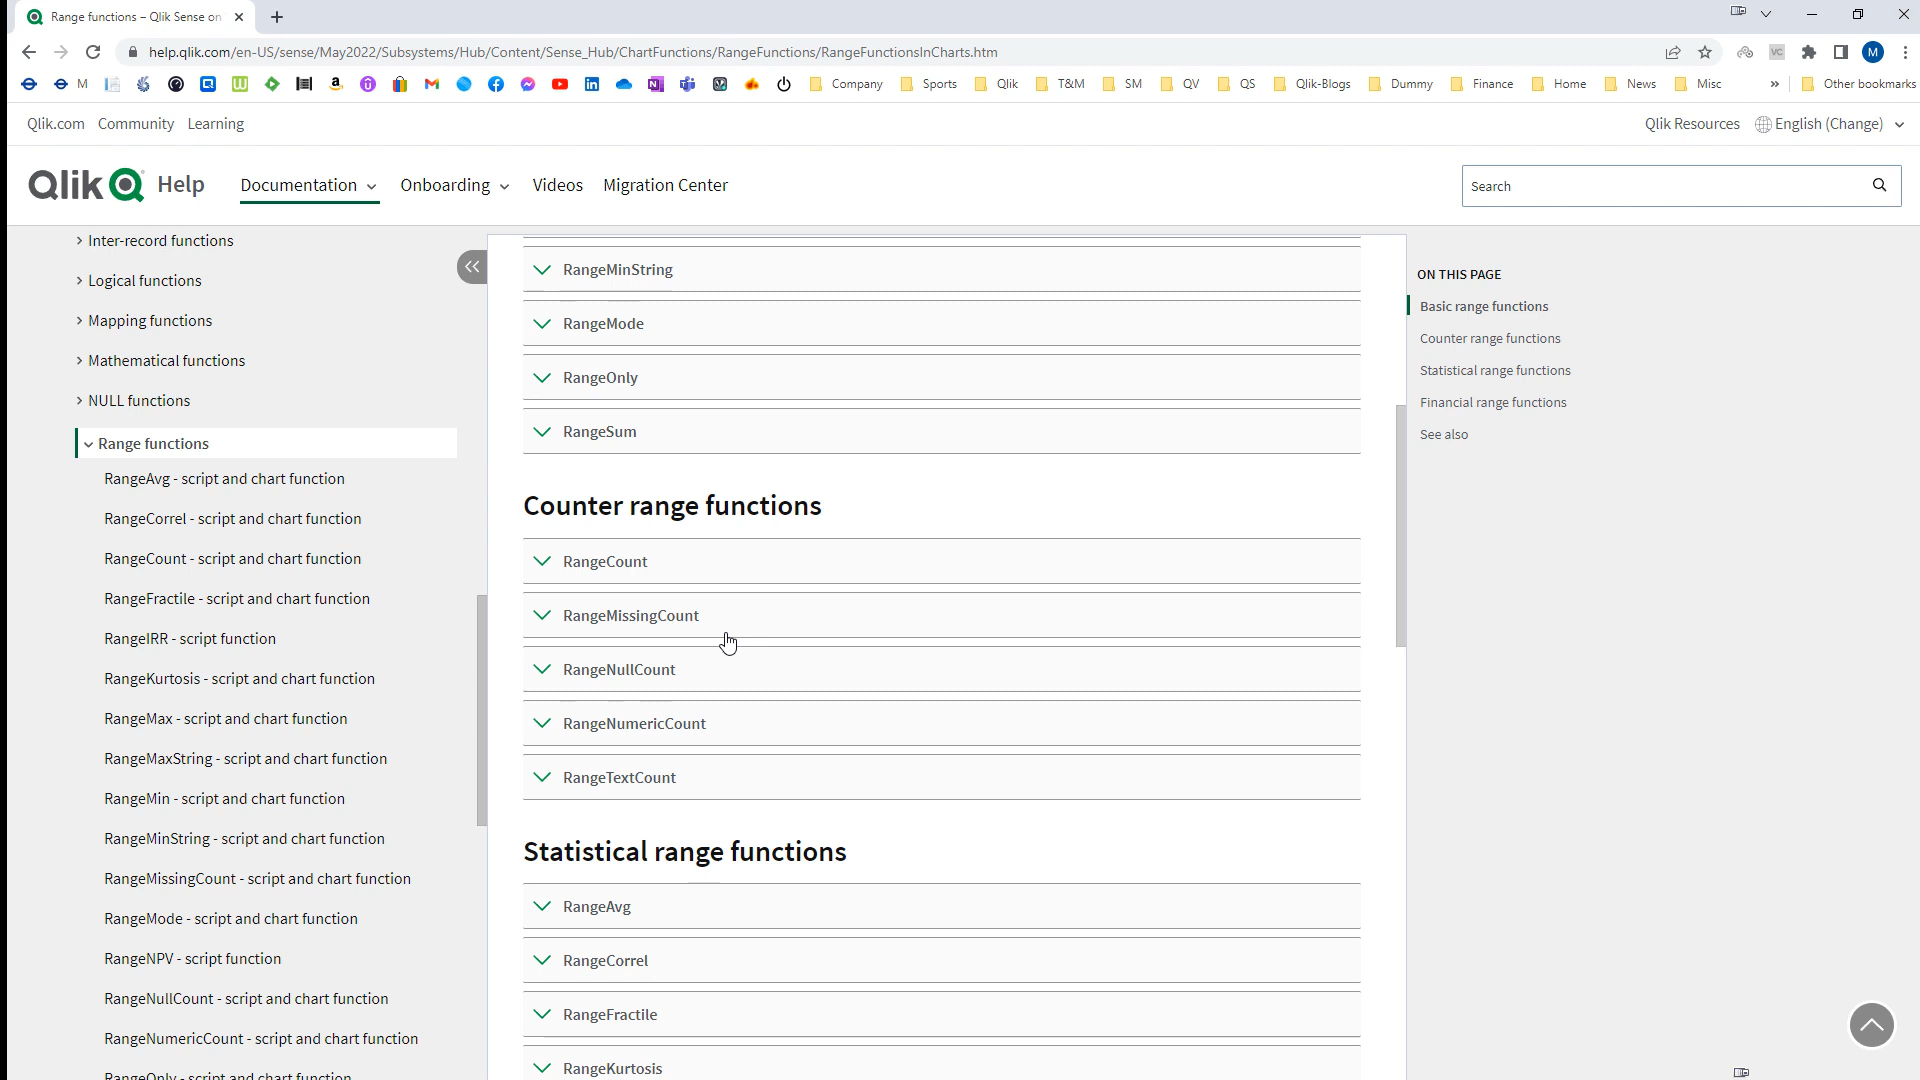 Range functions – Qlik Sense on
help.qlik.com/en-US/sense/May2022/Subsystems/Hub/Content/Sense_Hub/ChartFunctions/RangeFunctions/RangeFunctionsInCharts.htm
VC
M
M
Company
Sports
Qlik
T&M
SM
QV
QS
Qlik-Blogs
Dummy
Finance
Home
News
Misc
»
Other bookmarks
Qlik.com Community Learning
Qlik Resources
English (Change)
Qlik Help
Documentation
Onboarding
Videos
Migration Center
Search
Inter-record functions
Logical functions
Mapping functions
Mathematical functions
NULL functions
Range functions
RangeAvg - script and chart function
RangeCorrel - script and chart function
RangeCount - script and chart function
RangeFractile - script and chart function
RangeIRR - script function
RangeKurtosis - script and chart function
RangeMax - script and chart function
RangeMaxString - script and chart function
RangeMin - script and chart function
RangeMinString - script and chart function
RangeMissingCount - script and chart function
RangeMode - script and chart function
RangeNPV - script function
RangeNullCount - script and chart function
RangeNumericCount - script and chart function
RangeOnly - script and chart function
RangeMinString
RangeMode
RangeOnly
RangeSum
Counter range functions
RangeCount
RangeMissingCount
RangeNullCount
RangeNumericCount
RangeTextCount
Statistical range functions
RangeAvg
RangeCorrel
RangeFractile
RangeKurtosis
ON THIS PAGE
Basic range functions
Counter range functions
Statistical range functions
Financial range functions
See also